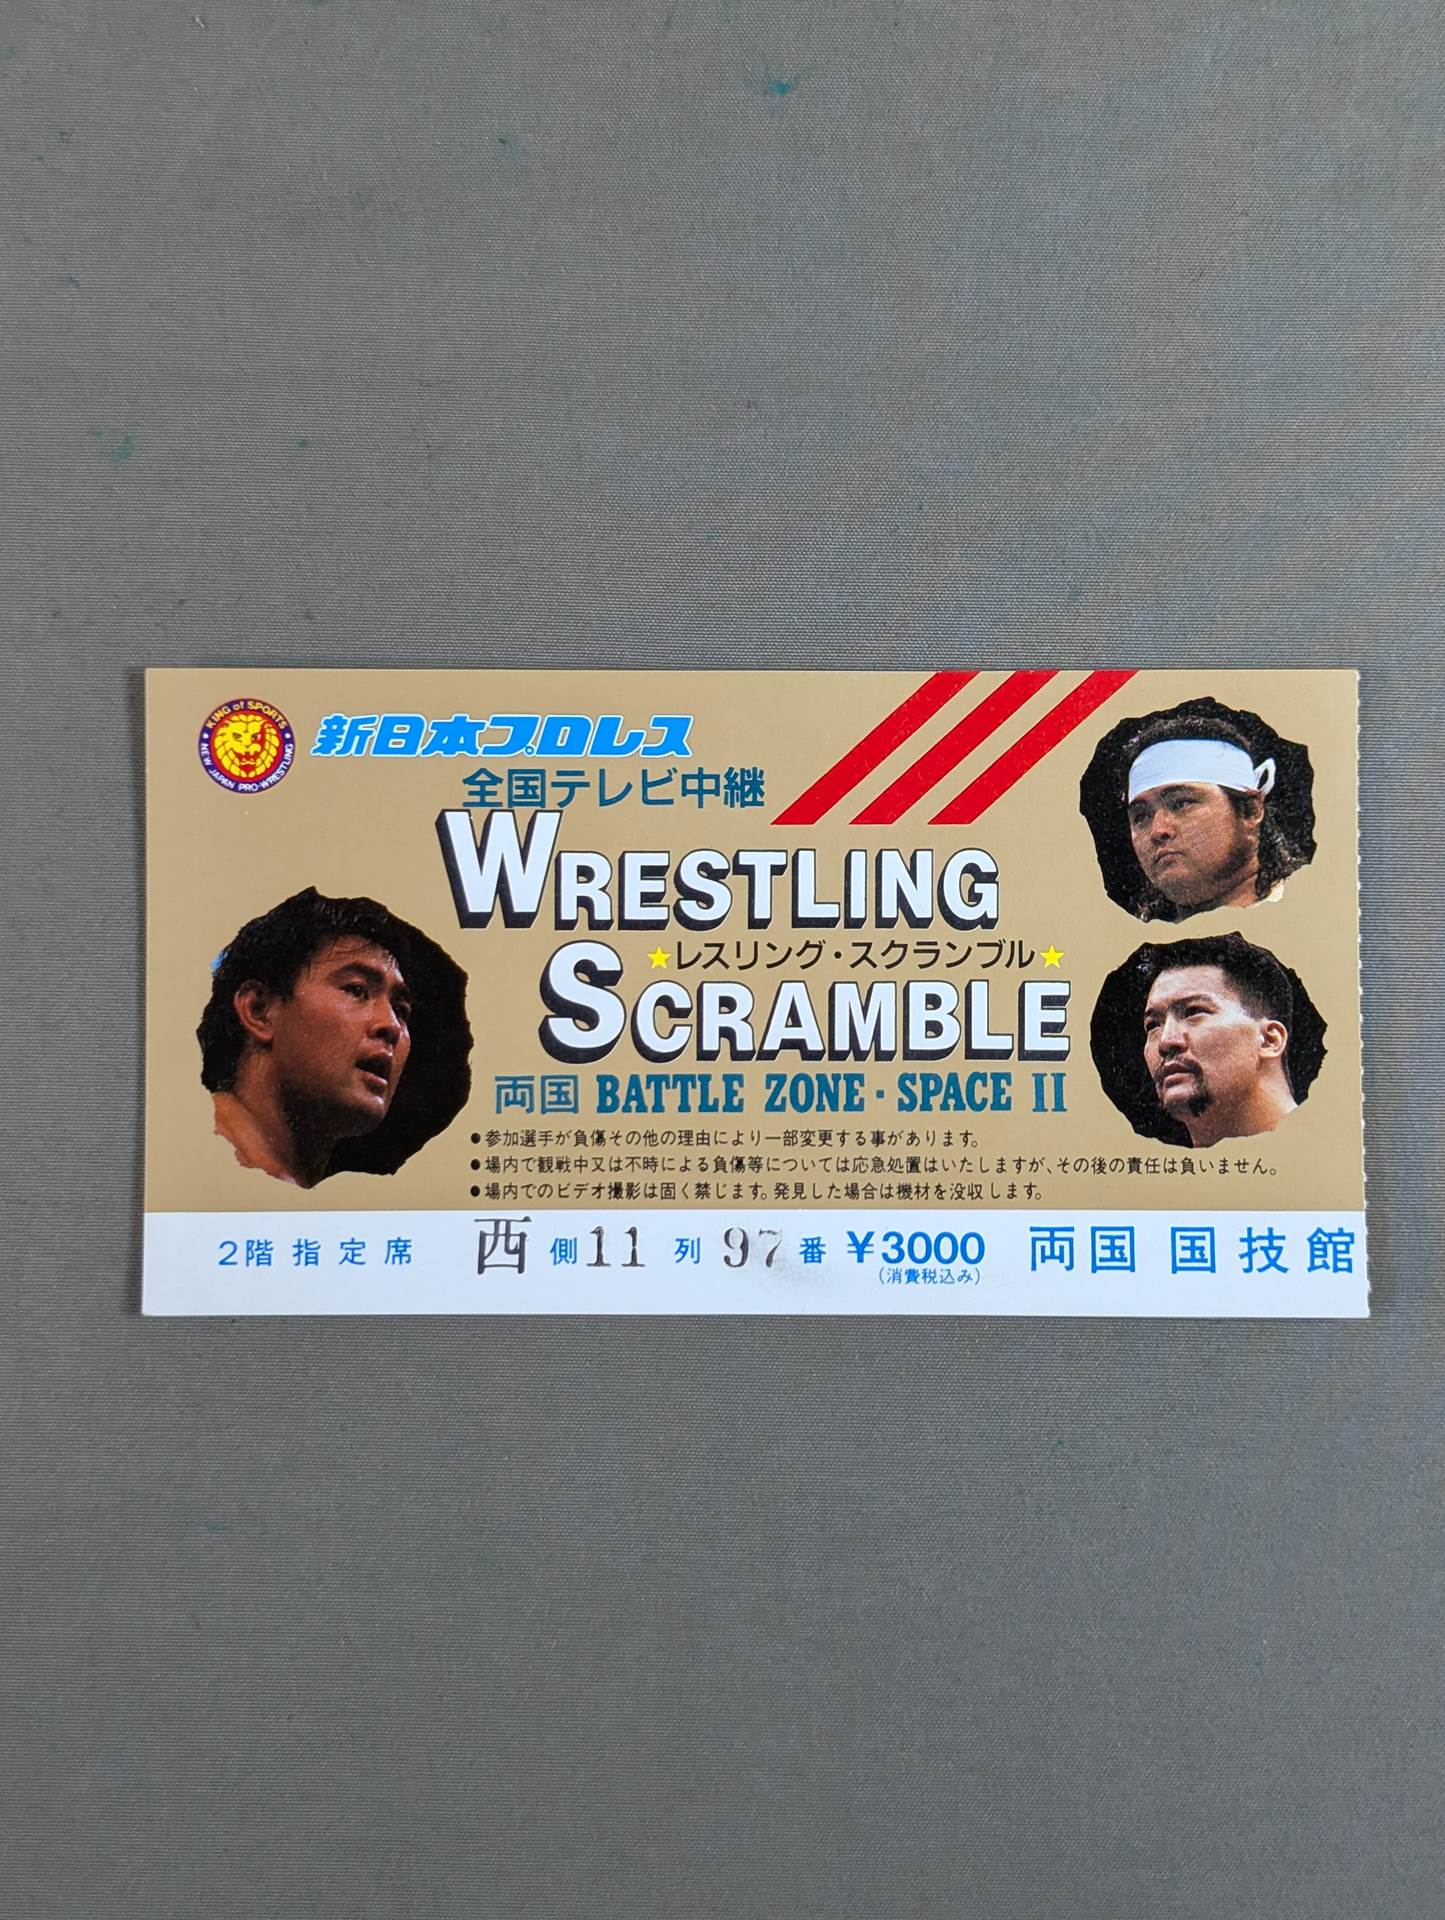 KING of SPORTS
NEW JAPAN PRO-WRESTLING
新日本プロレス
全国テレビ中継
WRESTLING
★レスリング・スクランブル★
SCRAMBLE
両国 BATTLE ZONE・SPACE II
●参加選手が負傷その他の理由により一部変更する事があります。
●場内で観戦中又は不時による負傷等については応急処置はいたしますが、その後の責任は負いません。
●場内でのビデオ撮影は固く禁じます。発見した場合は機材を没収します。
2階指定席 西側11列97番 ¥3000 両国国技館
(消費税込み)